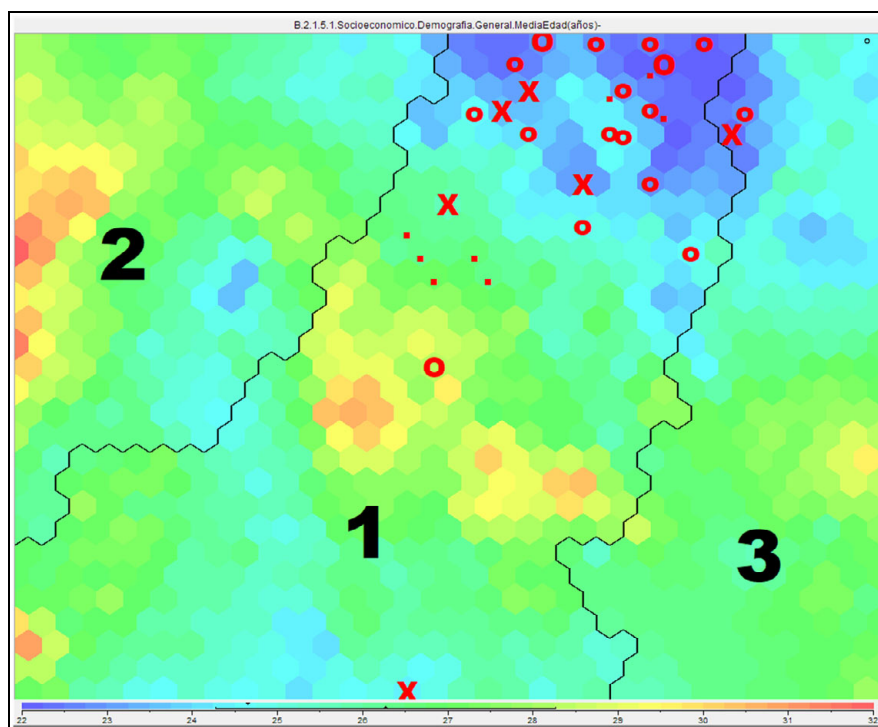 B.2.1.5.1.Socioeconomico.Demografia.General.MediaEdad(años)-
O O O O O
O O
X O
X O O O
O O O X
X O
X
O
O
2
O
1
3
X
22 23 24 25 26 27 28 29 30 31